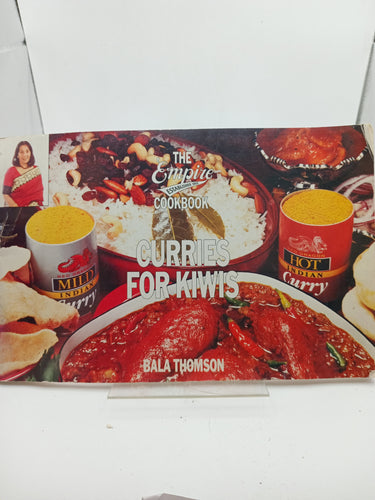 THE
Empire
ESTABLISHED
COOKBOOK
CURRIES
FOR KIWIS
BALA THOMSON
MILD
INDIAN
Curry
HOT
INDIAN
Curry